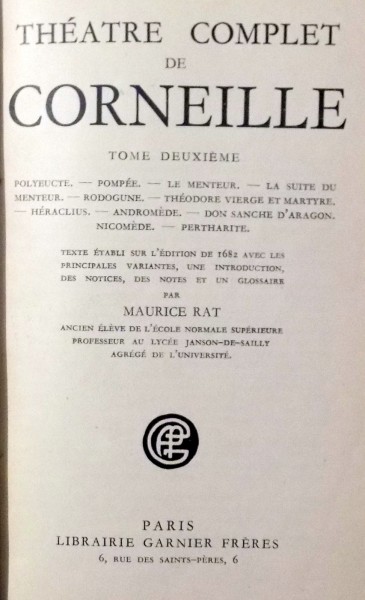 THÉATRE COMPLET
DE
CORNEILLE
TOME DEUXIÈME
POLYEUCTE. — POMPÉE. — LE MENTEUR. — LA SUITE DU
MENTEUR. — RODOGUNE. — THÉODORE VIERGE ET MARTYRE.
— HÉRACLIUS. — ANDROMÈDE. — DON SANCHE D'ARAGON.
NICOMÈDE. — PERTHARITE.
TEXTE ÉTABLI SUR L'ÉDITION DE 1682 AVEC LES
PRINCIPALES VARIANTES, UNE INTRODUCTION,
DES NOTICES, DES NOTES ET UN GLOSSAIRE
PAR
MAURICE RAT
ANCIEN ÉLÈVE DE L'ÉCOLE NORMALE SUPÉRIEURE
PROFESSEUR AU LYCÉE JANSON-DE-SAILLY
AGRÉGÉ DE L'UNIVERSITÉ.
PARIS
LIBRAIRIE GARNIER FRÈRES
6, RUE DES SAINTS-PÈRES, 6